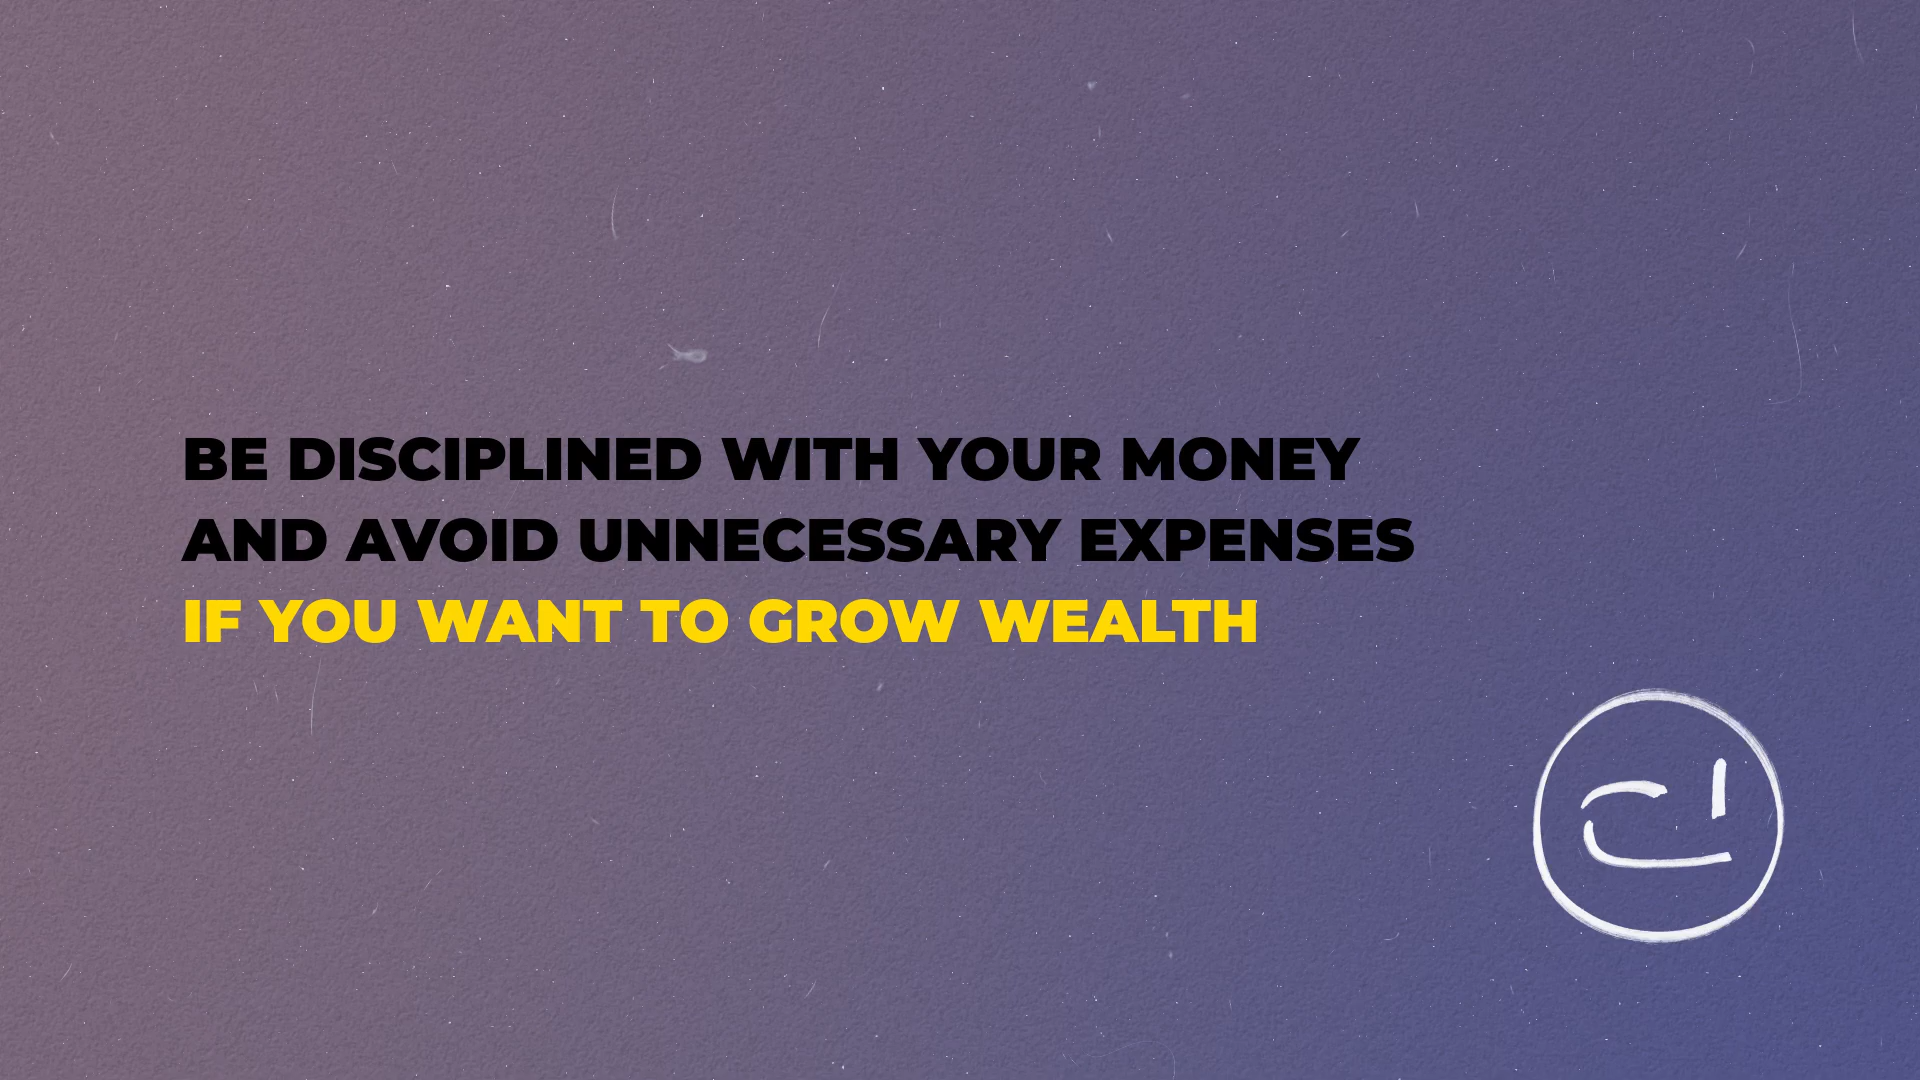 BE DISCIPLINED WITH YOUR MONEY
AND AVOID UNNECESSARY EXPENSES
IF YOU WANT TO GROW WEALTH